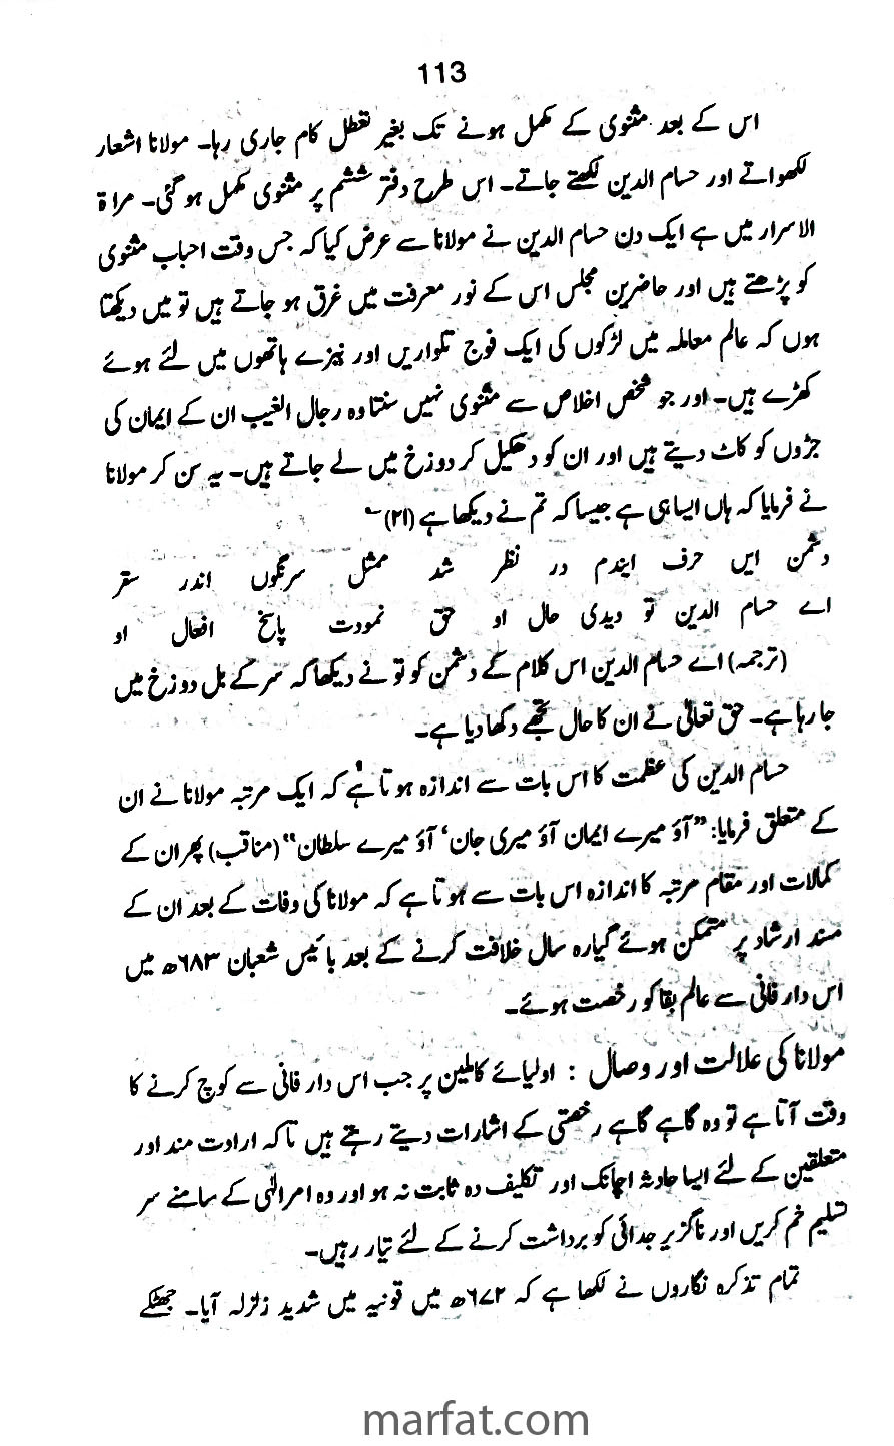 113
اس کے بعد مثنوی کے مکمل ہونے تک بغیر تعطل کام جاری رہا۔ مولانا اشعار
لکھواتے اور حسام الدین لکھتے جاتے۔ اس طرح دفتر ششم پر مثنوی مکمل ہو گئی۔ مراۃ
الاسرار میں ہے ایک دن حسام الدین نے مولانا سے عرض کیا کہ جس وقت احباب مثنوی
کو پڑھتے ہیں اور حاضرین مجلس اس کے نور معرفت میں غرق ہو جاتے ہیں تو میں دیکھتا
ہوں کہ عالم معاملہ میں لڑکوں کی ایک فوج تلواریں اور نیزے ہاتھوں میں لئے ہوئے
کھڑے ہیں۔ اور جو شخص اخلاص سے مثنوی نہیں سنتا وہ رجال الغیب ان کے ایمان کی
جڑوں کو کاٹ دیتے ہیں اور ان کو دھکیل کر دوزخ میں لے جاتے ہیں۔ یہ سن کر مولانا
نے فرمایا کہ ہاں ایسا ہی ہے جیسا کہ تم نے دیکھا ہے (۲۱)؎
دشمن ایں حرف ایندم در نظر شد ممثل سرنگوں اندر سقر
اے حسام الدین تو دیدی حال او حق نمودت پاسخ افعال او
(ترجمہ) اے حسام الدین اس کلام کے دشمن کو تو نے دیکھا کہ سر کے بل دوزخ میں
جا رہا ہے۔ حق تعالیٰ نے ان کا حال تجھے دکھا دیا ہے۔
حسام الدین کی عظمت کا اس بات سے اندازہ ہوتا ہے کہ ایک مرتبہ مولانا نے ان
کے متعلق فرمایا: ”آؤ میرے ایمان آؤ میری جان، آؤ میرے سلطان“ (مناقب) پھر ان کے
کمالات اور مقام مرتبہ کا اندازہ اس بات سے ہوتا ہے کہ مولانا کی وفات کے بعد ان کے
مسند ارشاد پر متمکن ہوئے گیارہ سال خلافت کرنے کے بعد بائیس شعبان ۶۸۳ھ میں
اس دار فانی سے عالم بقا کو رخصت ہوئے۔
مولانا کی علالت اور وصال : اولیائے کاملین پر جب اس دار فانی سے کوچ کرنے کا
وقت آتا ہے تو وہ گاہے گاہے رخصتی کے اشارات دیتے رہتے ہیں تاکہ ارادت مند اور
متعلقین کے لئے ایسا حادثہ اچانک اور تکلیف دہ ثابت نہ ہو اور وہ امر الٰہی کے سامنے سر
تسلیم خم کریں اور ناگزیر جدائی کو برداشت کرنے کے لئے تیار رہیں۔
تمام تذکرہ نگاروں نے لکھا ہے کہ ۶۷۲ھ میں قونیہ میں شدید زلزلہ آیا۔ جھٹکے
marfat.com